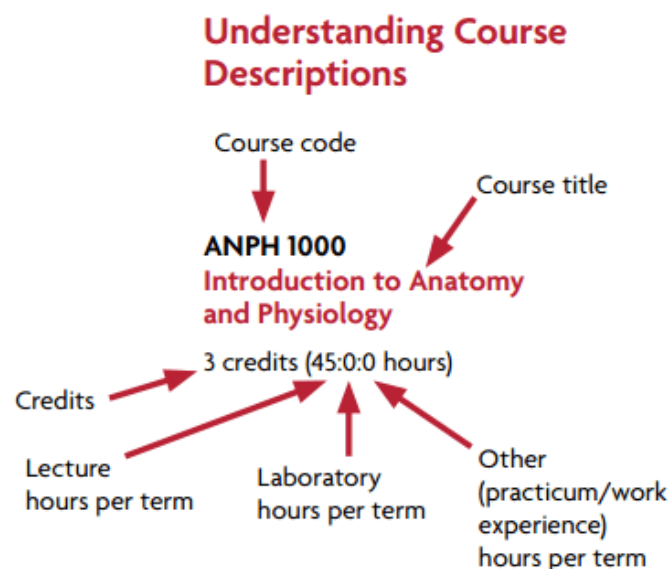 Understanding Course
Descriptions
Course code
Course title
ANPH 1000
Introduction to Anatomy
and Physiology
3 credits (45:0:0 hours)
Credits
Lecture
hours per term
Laboratory
hours per term
Other
(practicum/work
experience)
hours per term